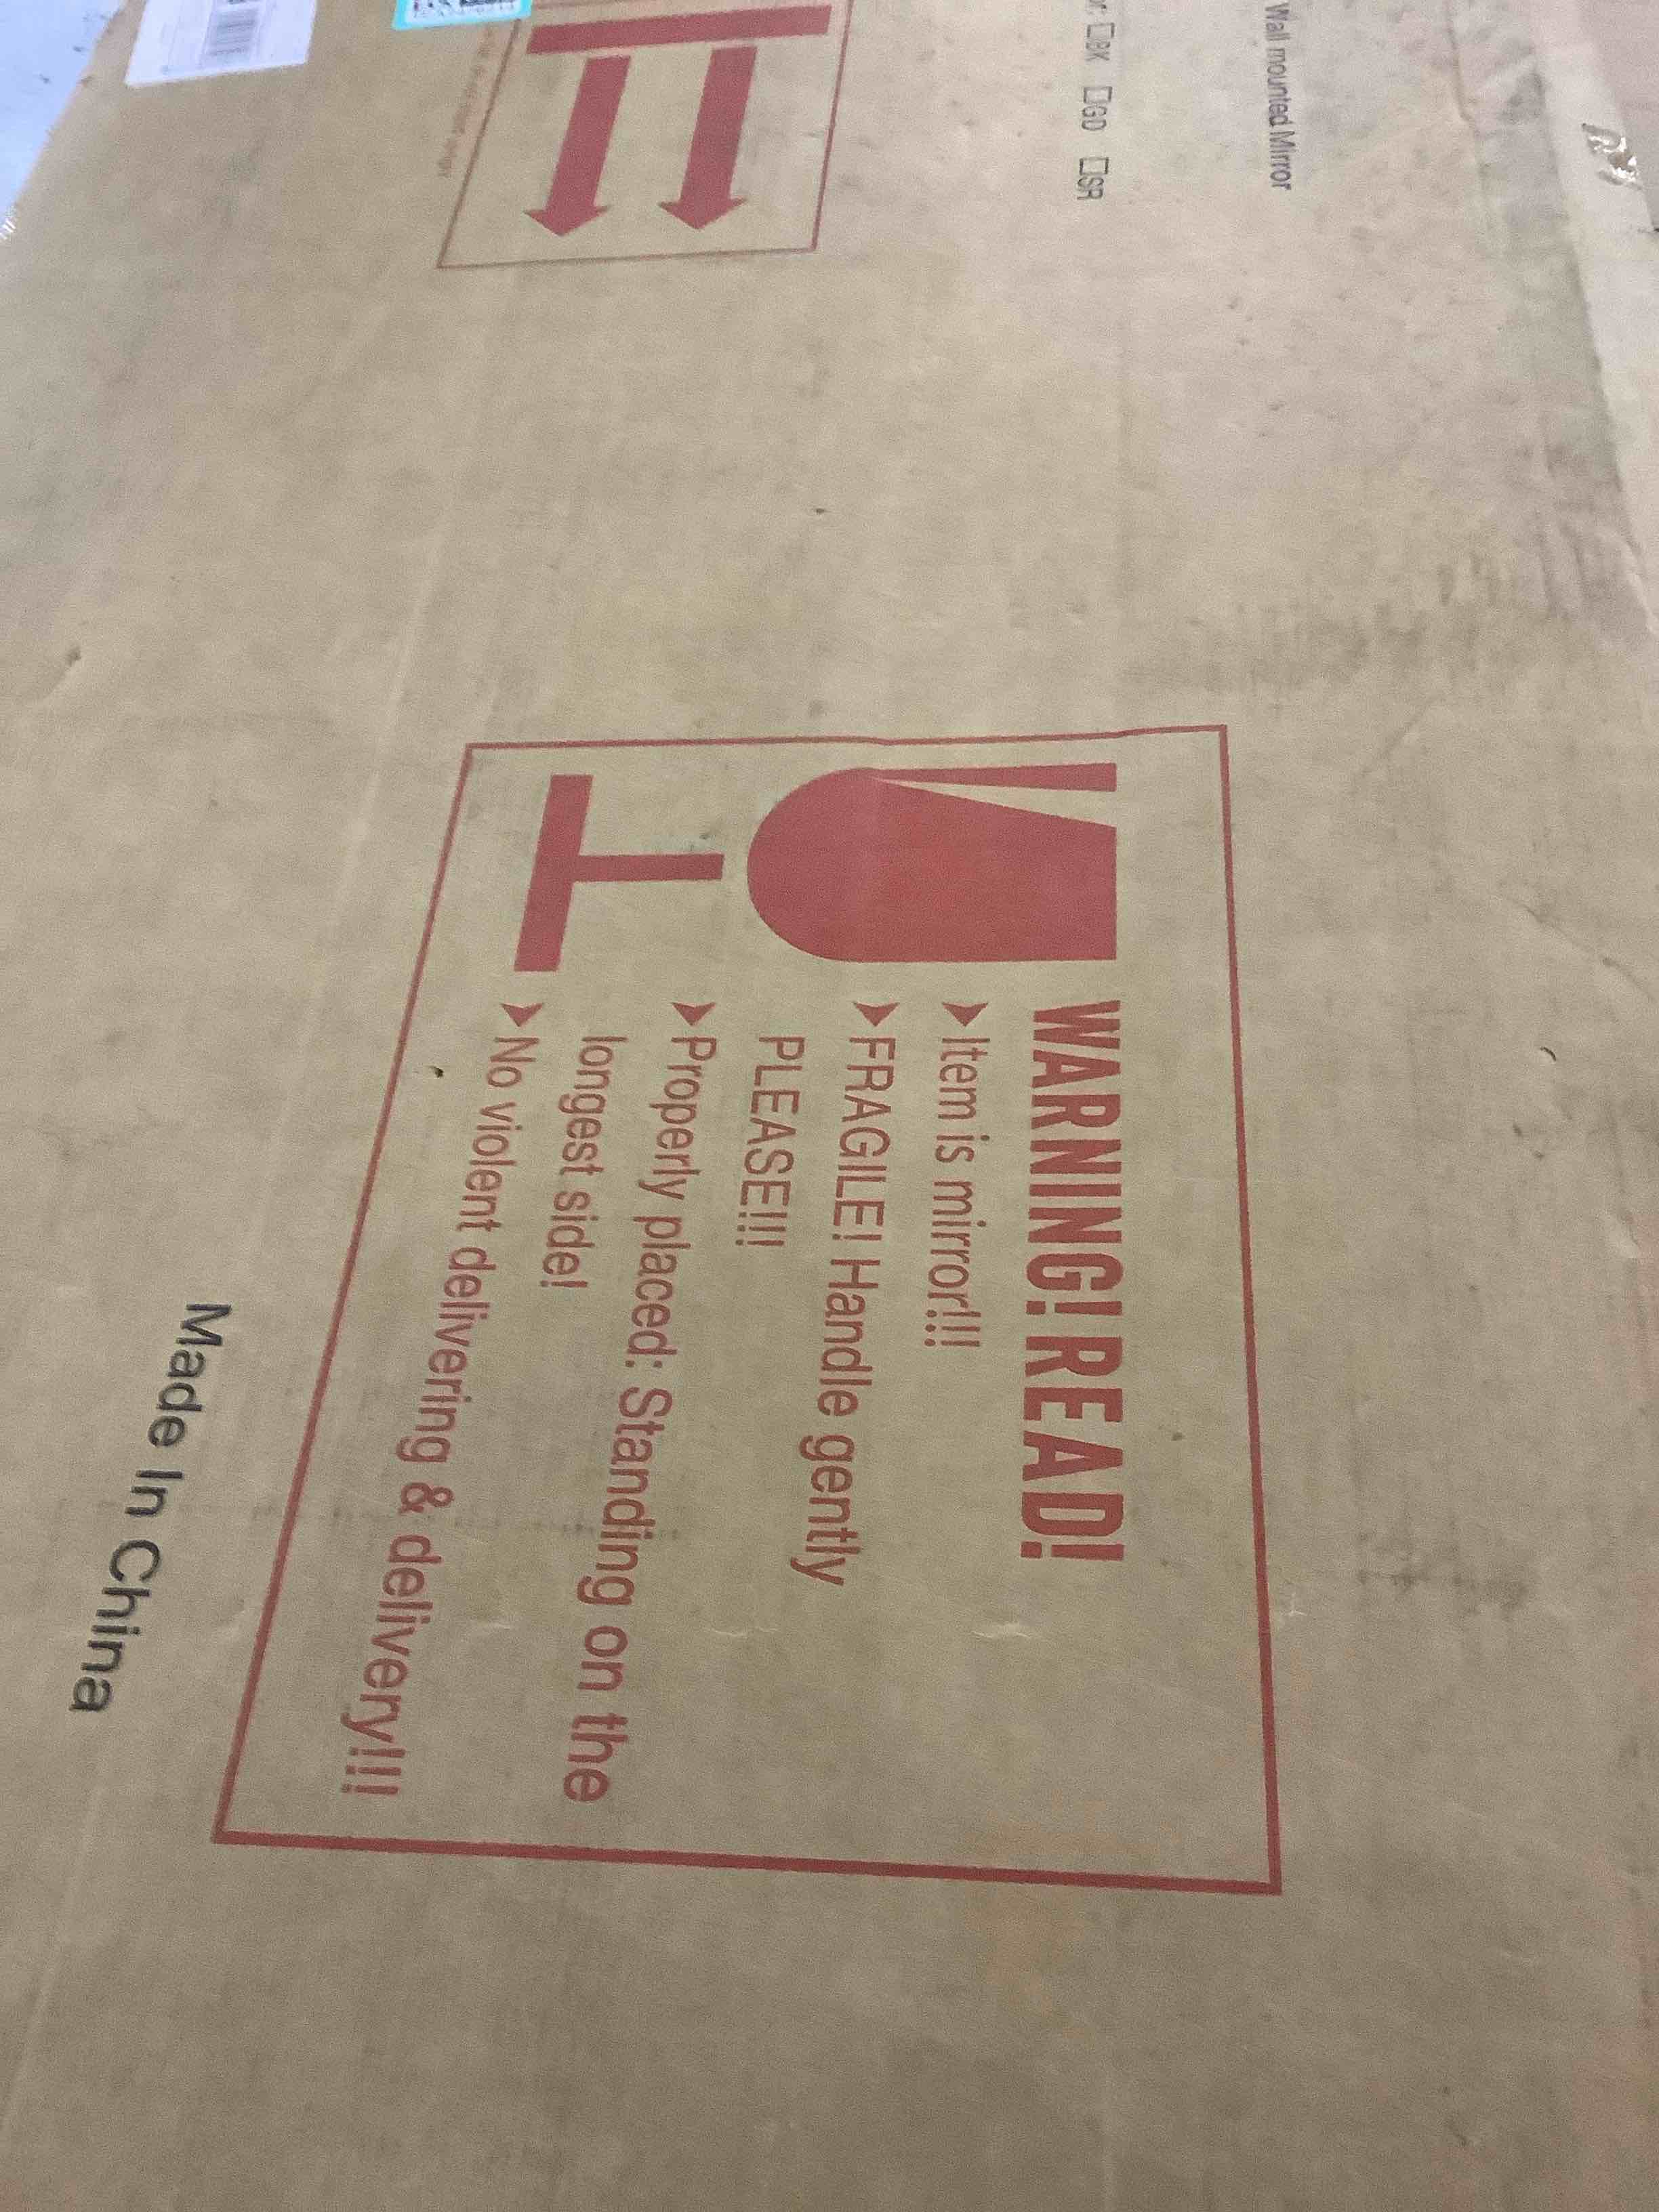 Wall mounted Mirror
□BK □GD □SR
WARNING! READ!
➤ Item is mirror!!!
➤ FRAGILE! Handle gently
PLEASE!!!
➤ Properly placed: Standing on the
longest side!
➤ No violent delivering & delivery!!!
Made In China